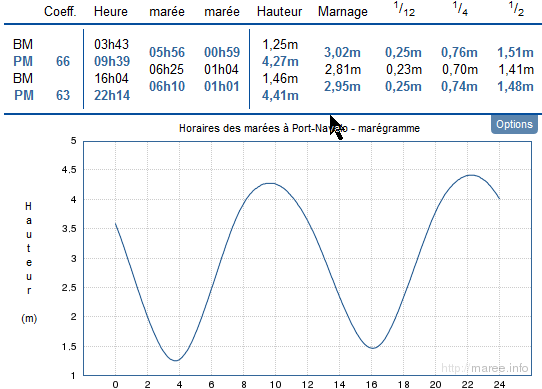 Coeff. Heure marée marée Hauteur Marnage 1/12 1/4 1/2
BM 03h43 1,25m
05h56 00h59 3,02m 0,25m 0,76m 1,51m
PM 66 09h39 4,27m
06h25 01h04 2,81m 0,23m 0,70m 1,41m
BM 16h04 1,46m
06h10 01h01 2,95m 0,25m 0,74m 1,48m
PM 63 22h14 4,41m
Options
Horaires des marées à Port-Navalo - marégramme
5
4.5
4
3.5
3
2.5
2
1.5
1
Hauteur
(m)
0 2 4 6 8 10 12 14 16 18 20 22 24
http://maree.info